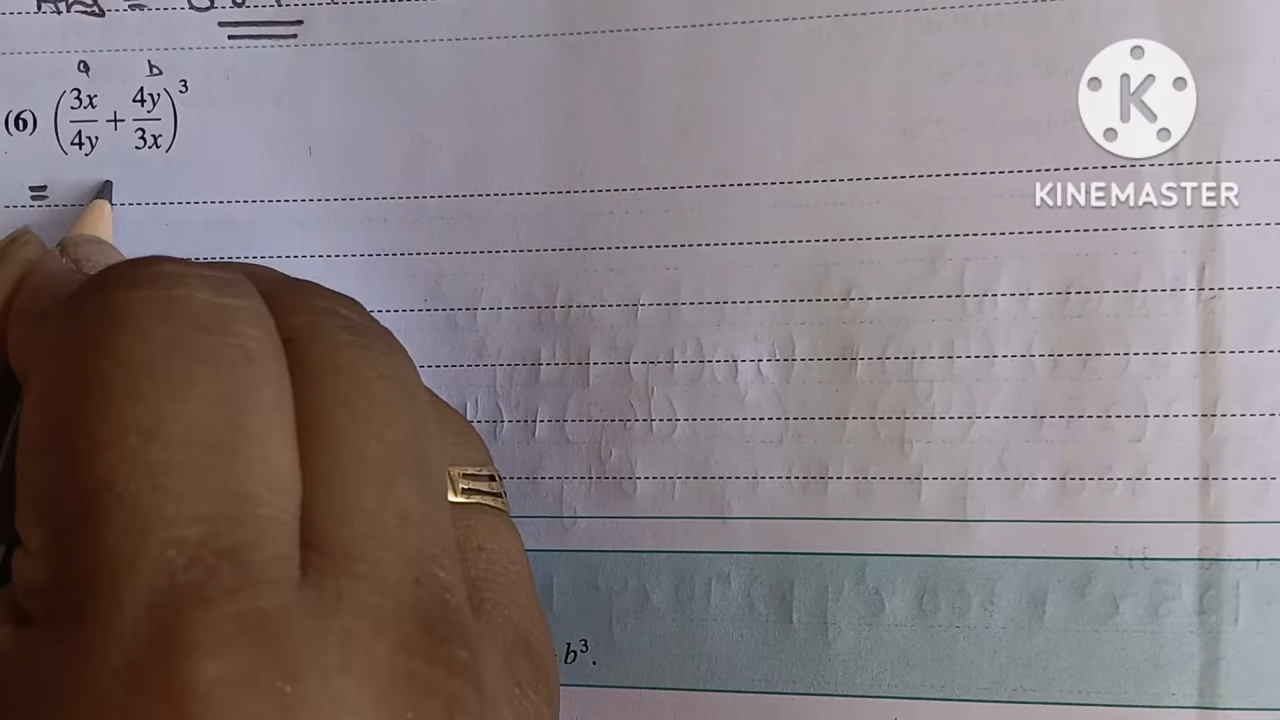 a b
(6) (3x/4y + 4y/3x)³
=
b³.
K
KINEMASTER